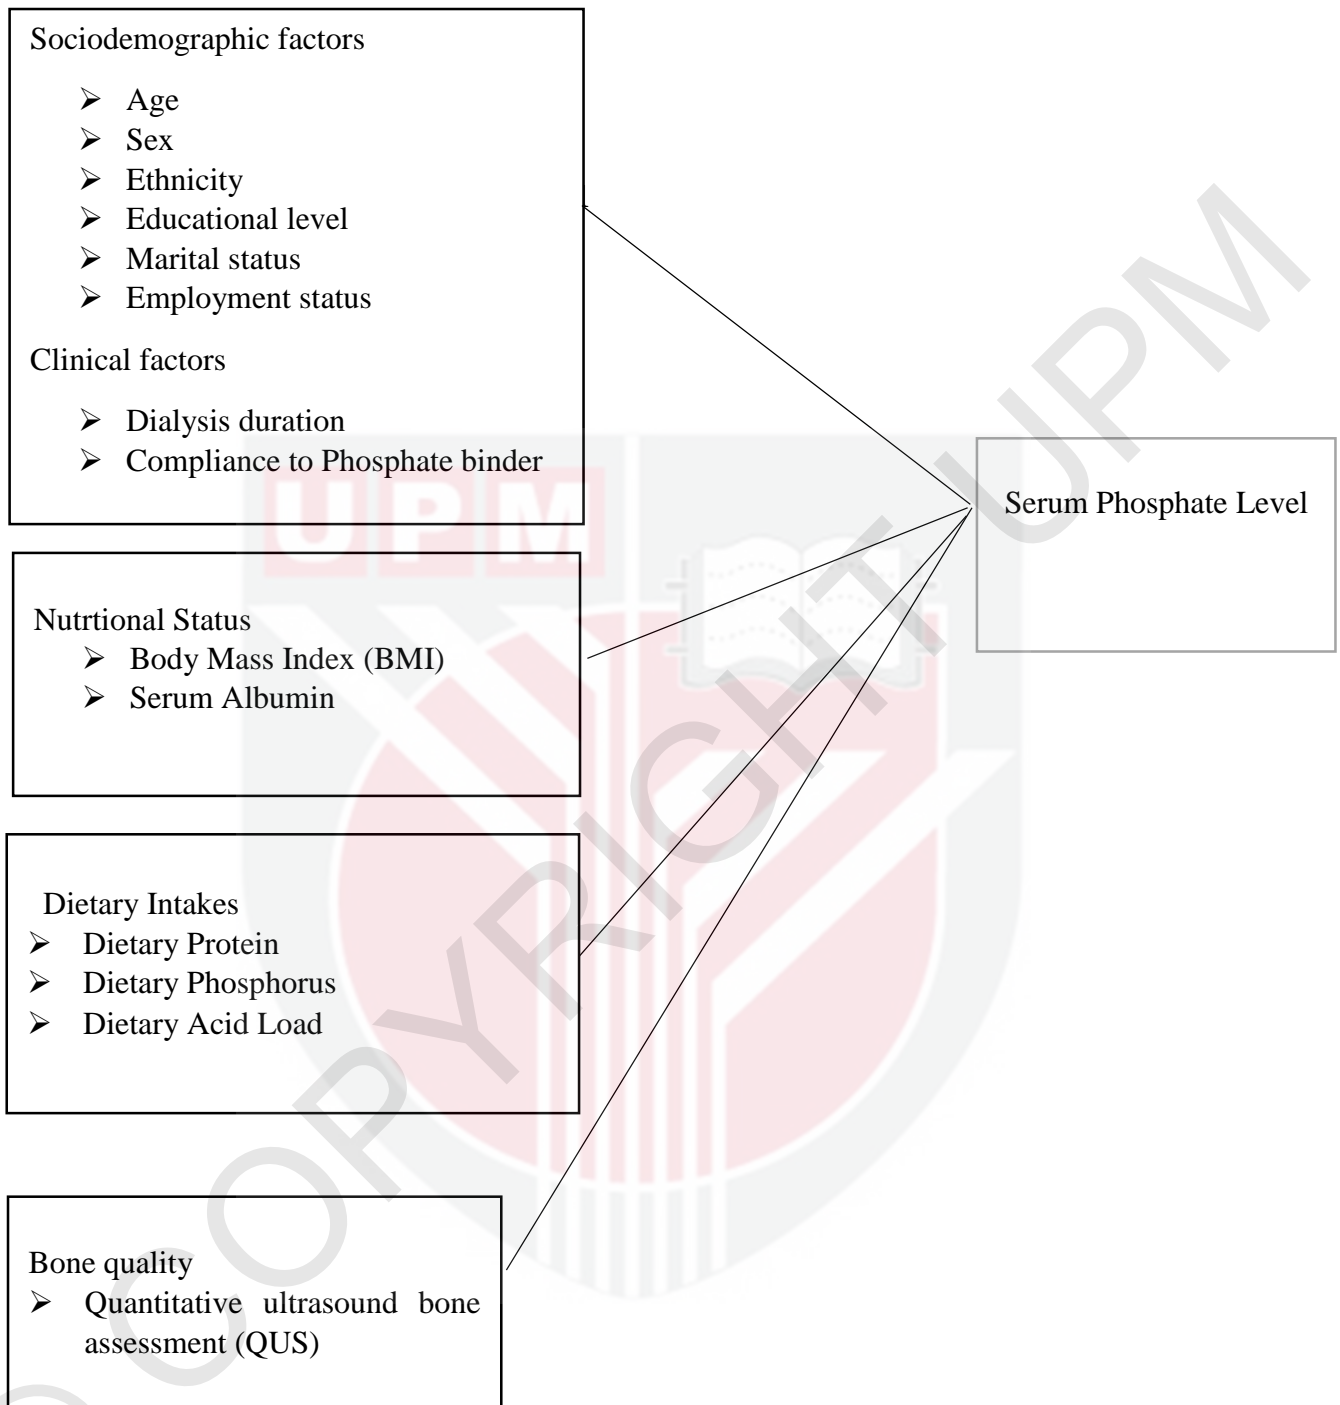 Sociodemographic factors
➢ Age
➢ Sex
➢ Ethnicity
➢ Educational level
➢ Marital status
➢ Employment status
Clinical factors
➢ Dialysis duration
➢ Compliance to Phosphate binder
Nutrtional Status
➢ Body Mass Index (BMI)
➢ Serum Albumin
Dietary Intakes
➢ Dietary Protein
➢ Dietary Phosphorus
➢ Dietary Acid Load
Bone quality
➢ Quantitative ultrasound bone
assessment (QUS)
Serum Phosphate Level
UPM
COPYRIGHT UPM